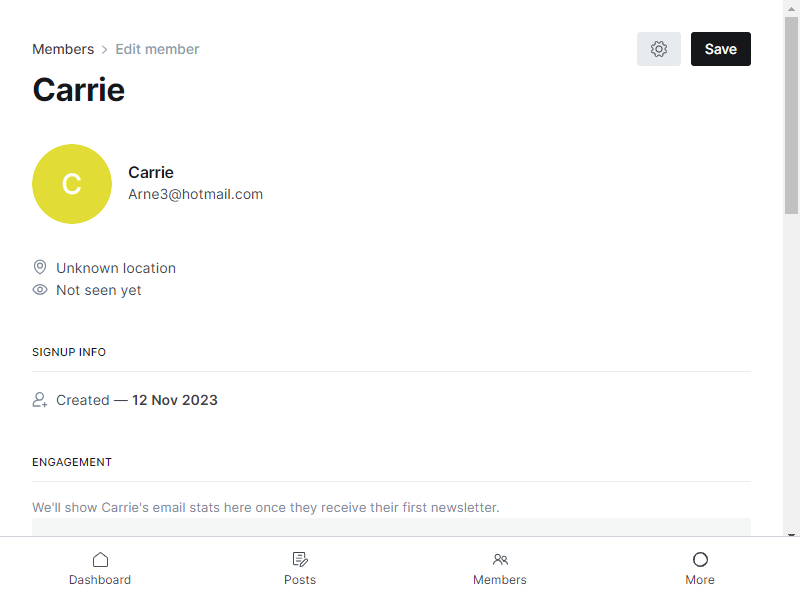 Members > Edit member
Save
Carrie
C
Carrie
Arne3@hotmail.com
Unknown location
Not seen yet
SIGNUP INFO
Created — 12 Nov 2023
ENGAGEMENT
We'll show Carrie's email stats here once they receive their first newsletter.
Dashboard
Posts
Members
More